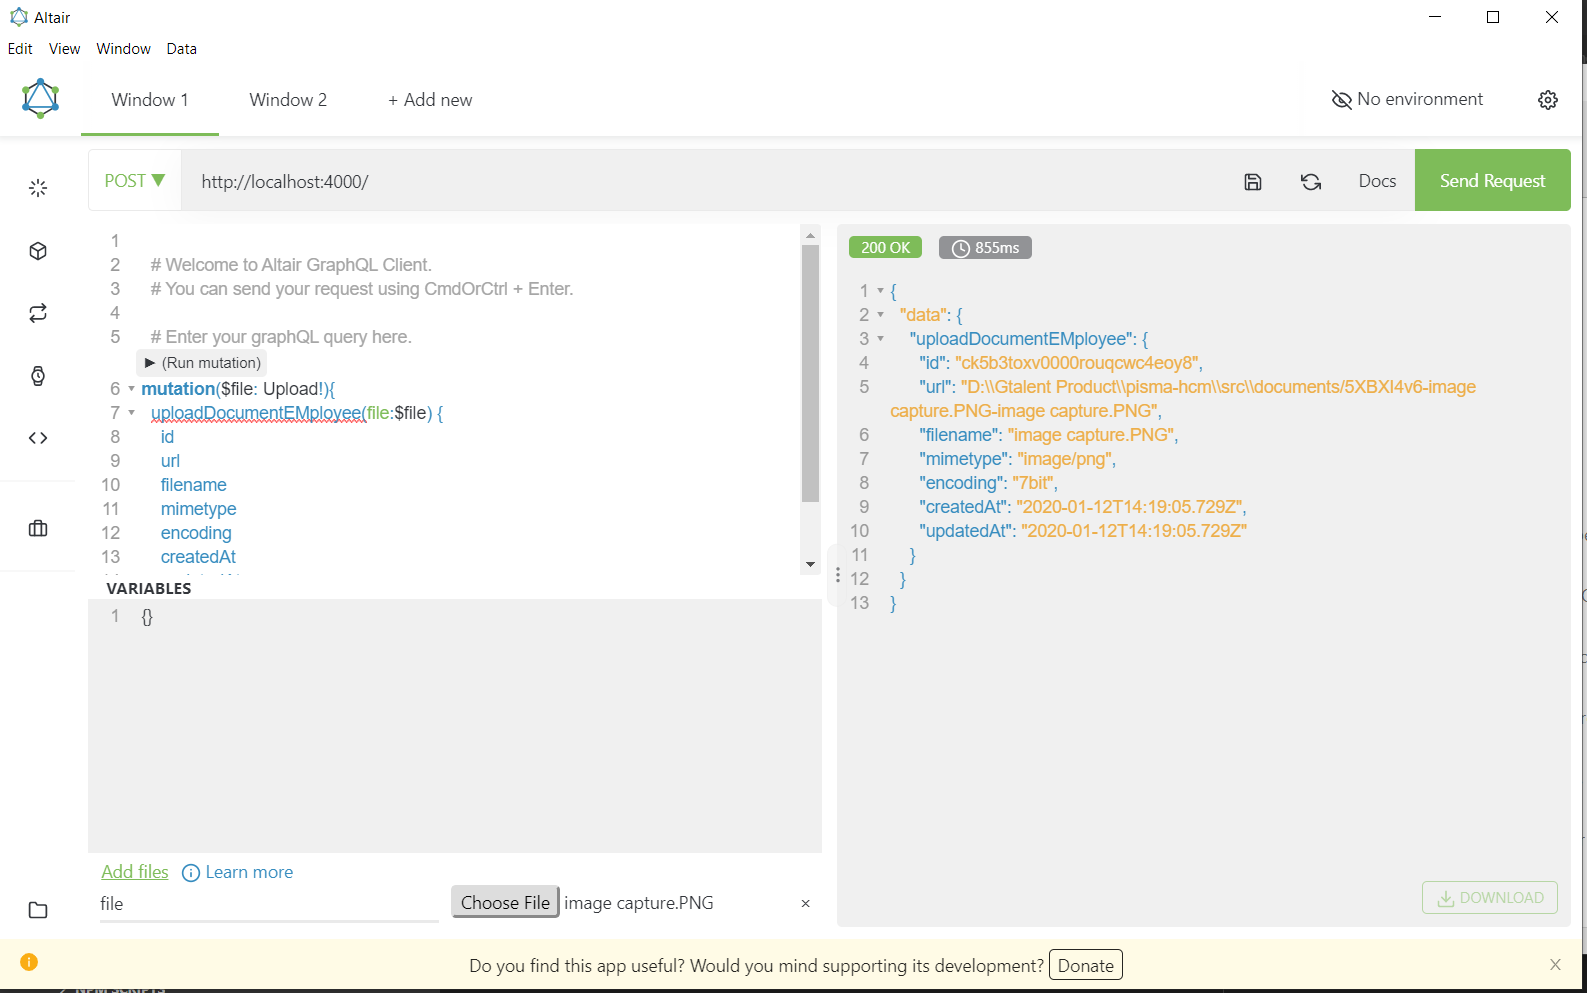 Altair
Edit View Window Data
Window 1 Window 2 + Add new No environment
POST ▼ http://localhost:4000/ Docs Send Request
1
2 # Welcome to Altair GraphQL Client.
3 # You can send your request using CmdOrCtrl + Enter.
4
5 # Enter your graphQL query here.
▶ (Run mutation)
6 mutation($file: Upload!){
7 uploadDocumentEMployee(file:$file) {
8 id
9 url
10 filename
11 mimetype
12 encoding
13 createdAt
VARIABLES
1 {}
Add files Learn more
file Choose File image capture.PNG ×
200 OK 855ms
1 {
2 "data": {
3 "uploadDocumentEMployee": {
4 "id": "ck5b3toxv0000rouqcwc4eoy8",
5 "url": "D:\\Gtalent Product\\pisma-hcm\\src\\documents/5XBXI4v6-image
capture.PNG-image capture.PNG",
6 "filename": "image capture.PNG",
7 "mimetype": "image/png",
8 "encoding": "7bit",
9 "createdAt": "2020-01-12T14:19:05.729Z",
10 "updatedAt": "2020-01-12T14:19:05.729Z"
11 }
12 }
13 }
DOWNLOAD
Do you find this app useful? Would you mind supporting its development? Donate